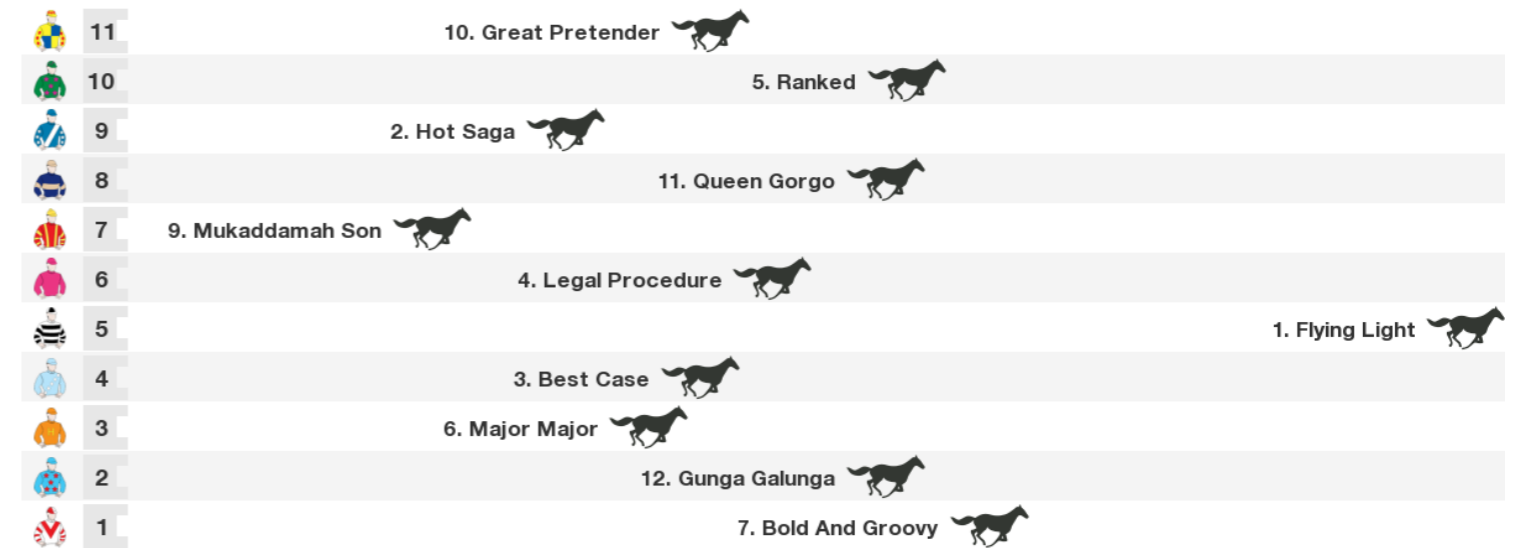 11 10. Great Pretender
10 5. Ranked
9 2. Hot Saga
8 11. Queen Gorgo
7 9. Mukaddamah Son
6 4. Legal Procedure
5 1. Flying Light
4 3. Best Case
3 6. Major Major
2 12. Gunga Galunga
1 7. Bold And Groovy